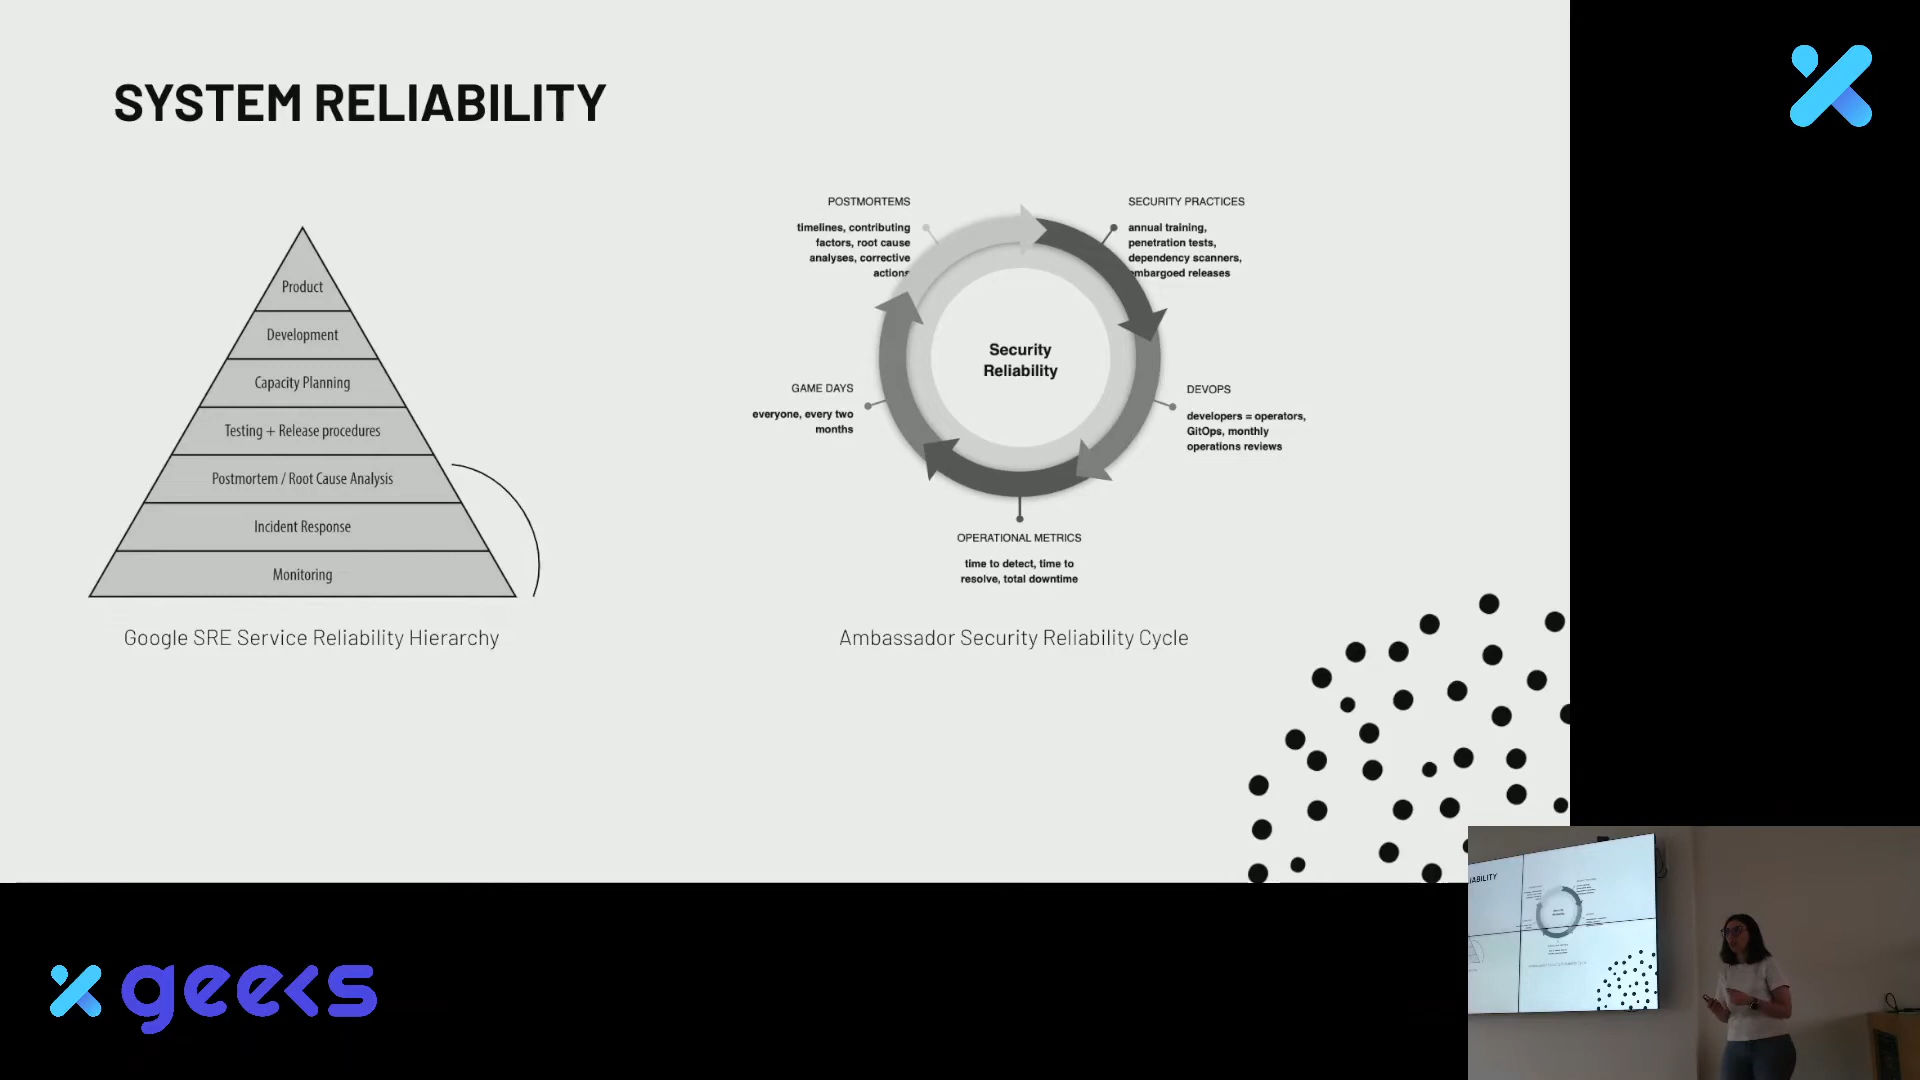 SYSTEM RELIABILITY
Product
Development
Capacity Planning
Testing + Release procedures
Postmortem / Root Cause Analysis
Incident Response
Monitoring
Google SRE Service Reliability Hierarchy
POSTMORTEMS
timelines, contributing
factors, root cause
analyses, corrective
actions
SECURITY PRACTICES
annual training,
penetration tests,
dependency scanners,
embargoed releases
Security
Reliability
GAME DAYS
everyone, every two
months
DEVOPS
developers = operators,
GitOps, monthly
operations reviews
OPERATIONAL METRICS
time to detect, time to
resolve, total downtime
Ambassador Security Reliability Cycle
geeks
IABILITY